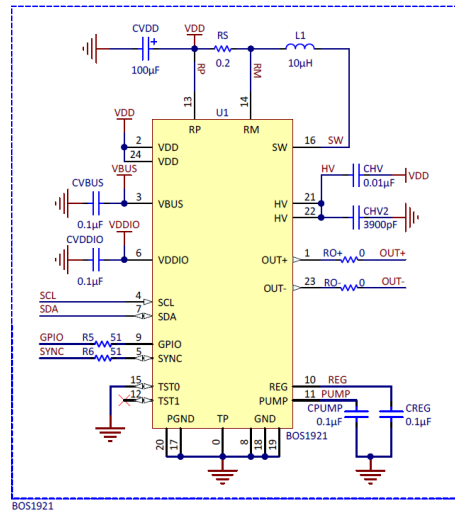 CVDD
VDD
RS
L1
100µF
+
0.2
10µH
RP
RM
13
14
U1
RP
RM
VDD
2
VDD
24
VDD
SW
16
SW
VBUS
CVBUS
3
VBUS
0.1µF
HV
CHV
VDD
0.01µF
HV
21
HV
22
CHV2
3900pF
VDDIO
CVDDIO
6
VDDIO
0.1µF
OUT+
1
RO+
0
OUT+
OUT-
23
RO-
0
OUT-
SCL
4
SCL
SDA
7
SDA
GPIO
R5
51
9
GPIO
SYNC
R6
51
5
SYNC
15
TST0
12
TST1
REG
10
REG
PUMP
11
PUMP
CPUMP
0.1µF
CREG
0.1µF
PGND
TP
GND
BOS1921
20
17
0
8
18
19
BOS1921